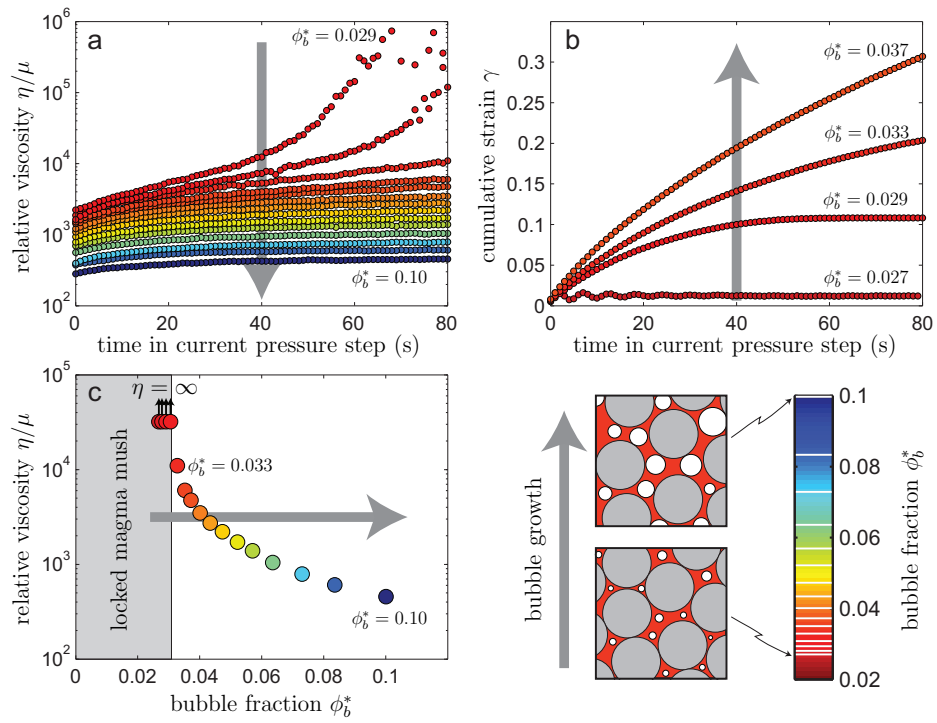 a
relative viscosity η/μ
10^6
10^5
10^4
10^3
10^2
ϕ_b^* = 0.029
ϕ_b^* = 0.10
0
20
40
60
80
time in current pressure step (s)
b
cumulative strain γ
0.3
0.25
0.2
0.15
0.1
0.05
0
ϕ_b^* = 0.037
ϕ_b^* = 0.033
ϕ_b^* = 0.029
ϕ_b^* = 0.027
0
20
40
60
80
time in current pressure step (s)
c
relative viscosity η/μ
10^5
10^4
10^3
10^2
η = ∞
locked magma mush
ϕ_b^* = 0.033
ϕ_b^* = 0.10
0
0.02
0.04
0.06
0.08
0.1
bubble fraction ϕ_b^*
bubble growth
0.1
0.08
0.06
0.04
0.02
bubble fraction ϕ_b^*